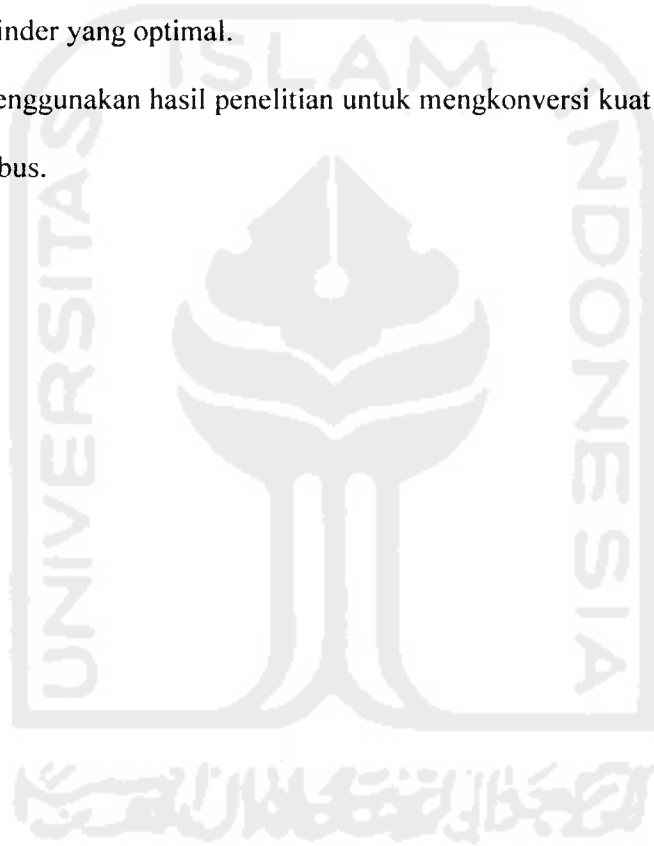 inder yang optimal.
enggunakan hasil penelitian untuk mengkonversi kuat
bus.
ISLAM
UNIVERSITAS
INDONESIA